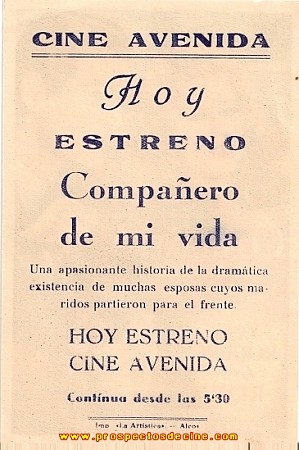 CINE AVENIDA
Hoy
ESTRENO
Compañero
de mi vida
Una apasionante historia de la dramática
existencia de muchas esposas cuyos ma-
ridos partieron para el frente.
HOY ESTRENO
CINE AVENIDA
Contínua desde las 5'30
Imp. «La Artística». -- Alcoy
www.prospectosdecine.com